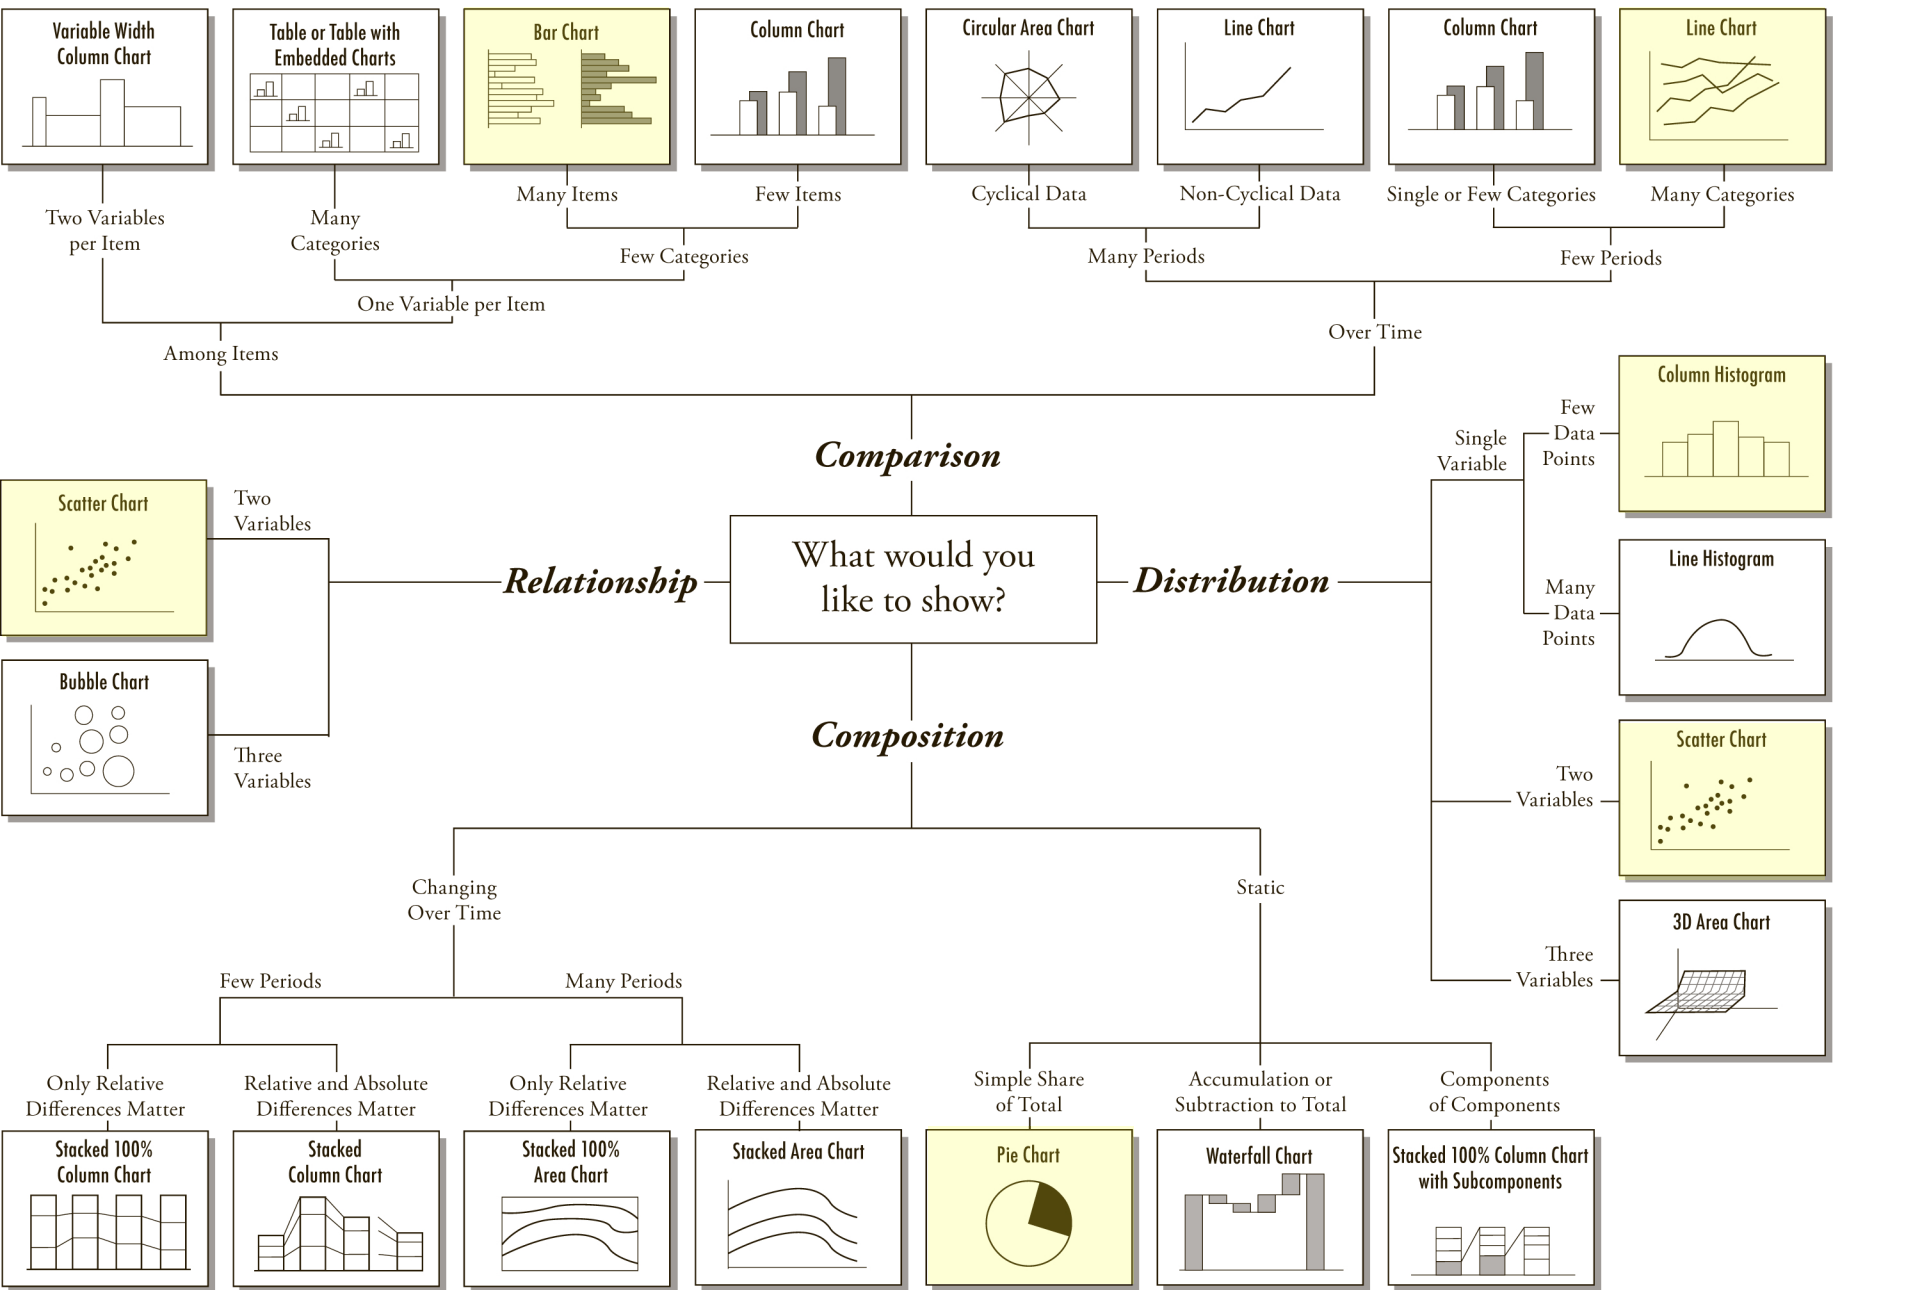 Variable Width
Column Chart
Table or Table with
Embedded Charts
Bar Chart
Column Chart
Circular Area Chart
Line Chart
Column Chart
Line Chart
Two Variables
per Item
Many
Categories
Many Items
Few Items
Cyclical Data
Non-Cyclical Data
Single or Few Categories
Many Categories
Few Categories
Many Periods
Few Periods
One Variable per Item
Among Items
Over Time
Comparison
What would you
like to show?
Relationship
Two
Variables
Scatter Chart
Three
Variables
Bubble Chart
Distribution
Single
Variable
Few
Data
Points
Column Histogram
Many
Data
Points
Line Histogram
Two
Variables
Scatter Chart
Three
Variables
3D Area Chart
Composition
Changing
Over Time
Static
Few Periods
Many Periods
Only Relative
Differences Matter
Relative and Absolute
Differences Matter
Only Relative
Differences Matter
Relative and Absolute
Differences Matter
Simple Share
of Total
Accumulation or
Subtraction to Total
Components
of Components
Stacked 100%
Column Chart
Stacked
Column Chart
Stacked 100%
Area Chart
Stacked Area Chart
Pie Chart
Waterfall Chart
Stacked 100% Column Chart
with Subcomponents